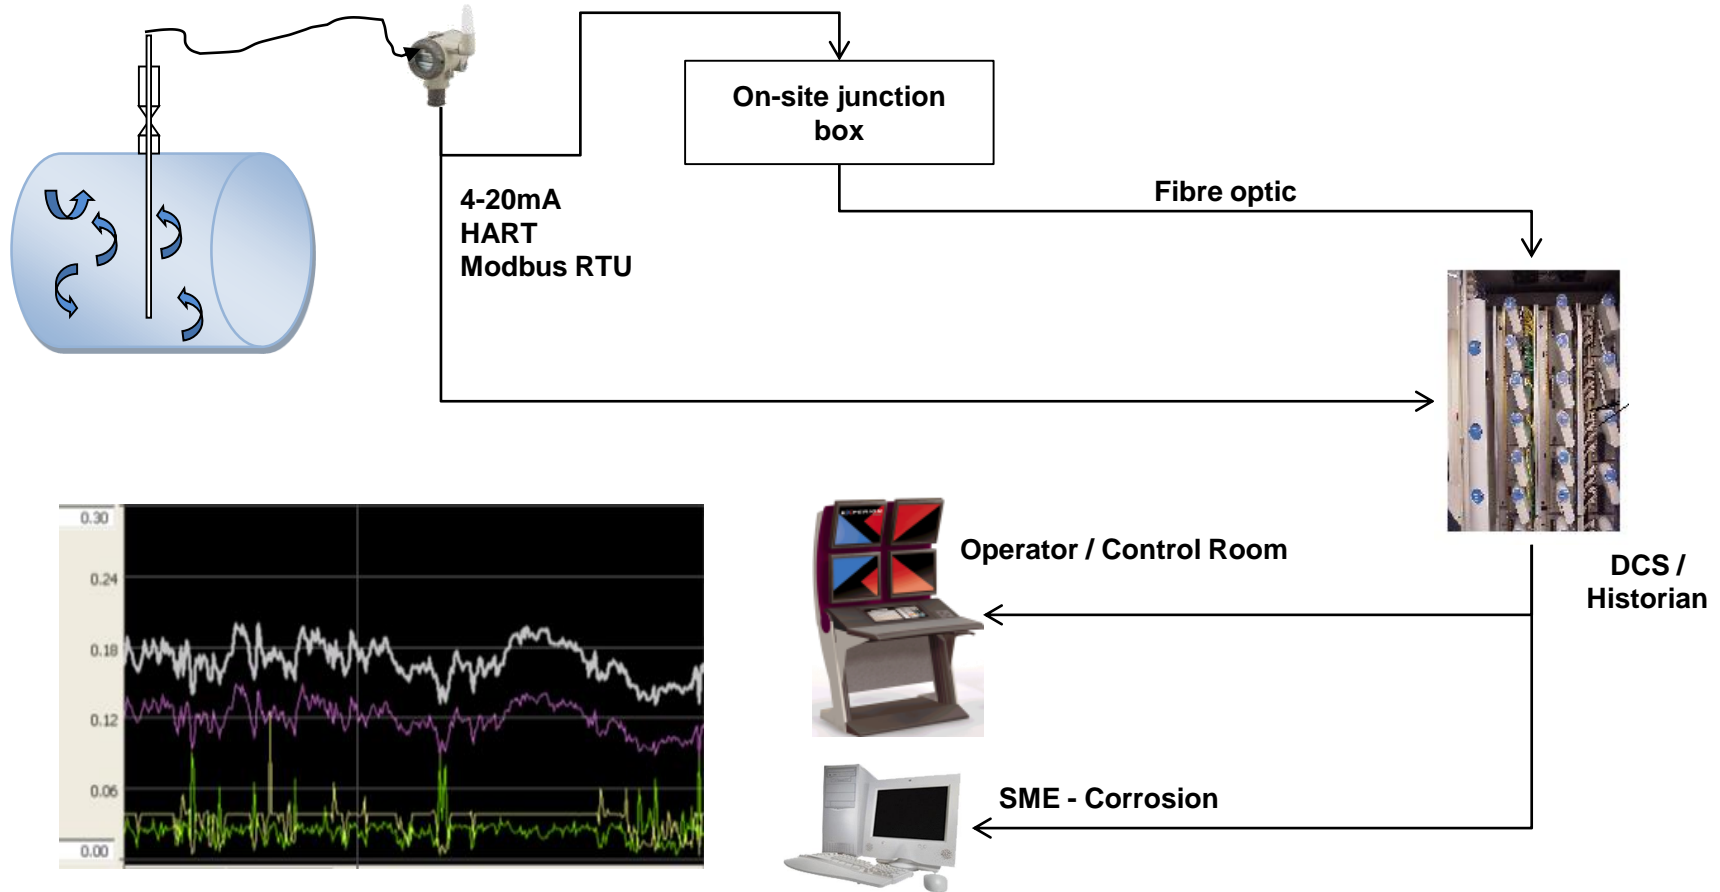 On-site junction
box
4-20mA
HART
Modbus RTU
Fibre optic
DCS /
Historian
Operator / Control Room
SME - Corrosion
0.30
0.24
0.18
0.12
0.06
0.00